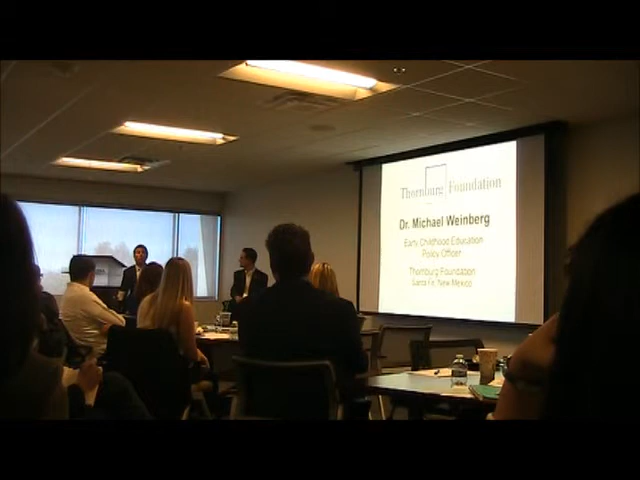 Thornburg Foundation
Dr. Michael Weinberg
Early Childhood Education
Policy Officer
Thornburg Foundation
Santa Fe, New Mexico